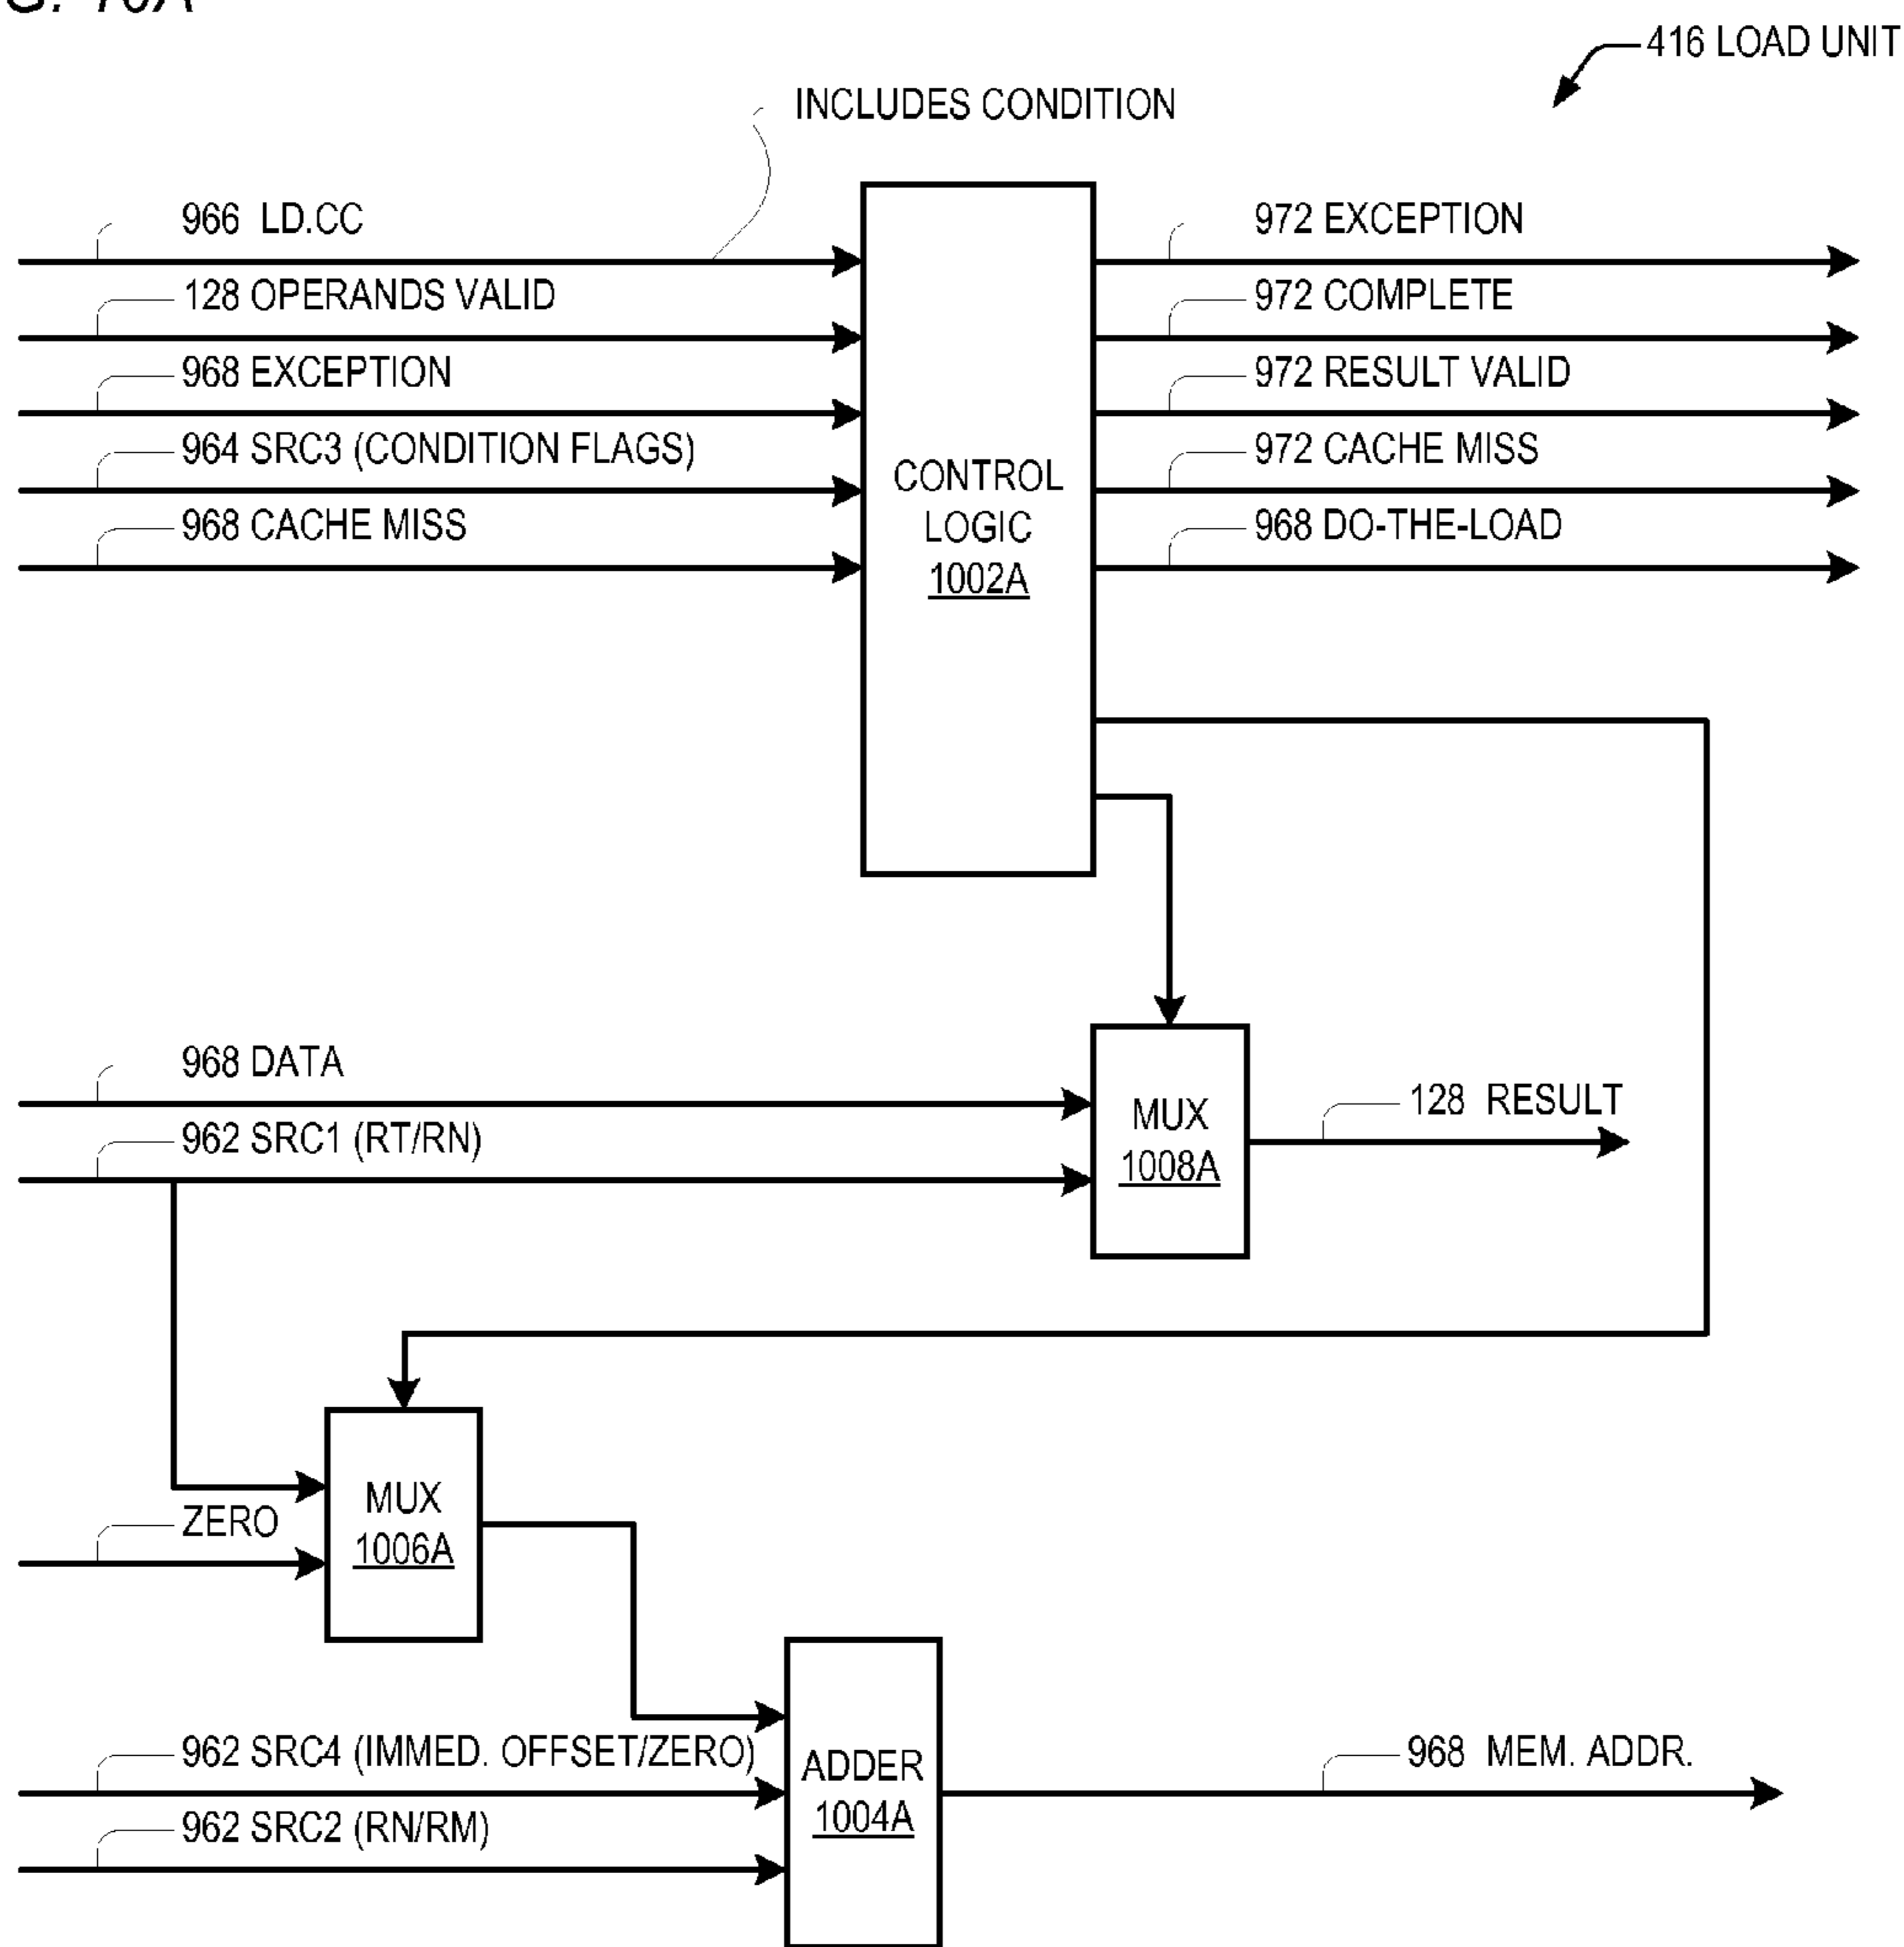 416 LOAD UNIT
INCLUDES CONDITION
966 LD.CC
972 EXCEPTION
128 OPERANDS VALID
972 COMPLETE
968 EXCEPTION
972 RESULT VALID
964 SRC3 (CONDITION FLAGS)
972 CACHE MISS
968 CACHE MISS
968 DO-THE-LOAD
CONTROL
LOGIC
1002A
968 DATA
962 SRC1 (RT/RN)
MUX
1008A
128 RESULT
MUX
1006A
ZERO
962 SRC4 (IMMED. OFFSET/ZERO)
962 SRC2 (RN/RM)
ADDER
1004A
968 MEM. ADDR.